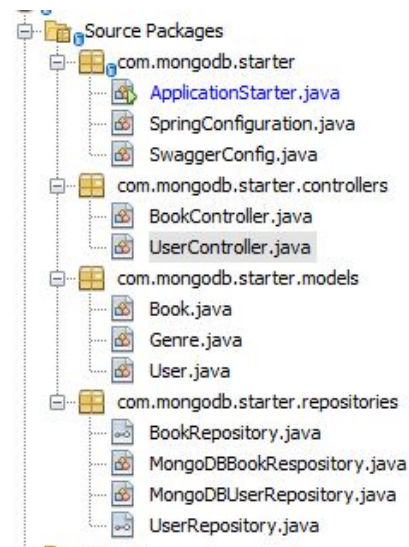 Source Packages
com.mongodb.starter
ApplicationStarter.java
SpringConfiguration.java
SwaggerConfig.java
com.mongodb.starter.controllers
BookController.java
UserController.java
com.mongodb.starter.models
Book.java
Genre.java
User.java
com.mongodb.starter.repositories
BookRepository.java
MongoDBBookRespository.java
MongoDBUserRepository.java
UserRepository.java